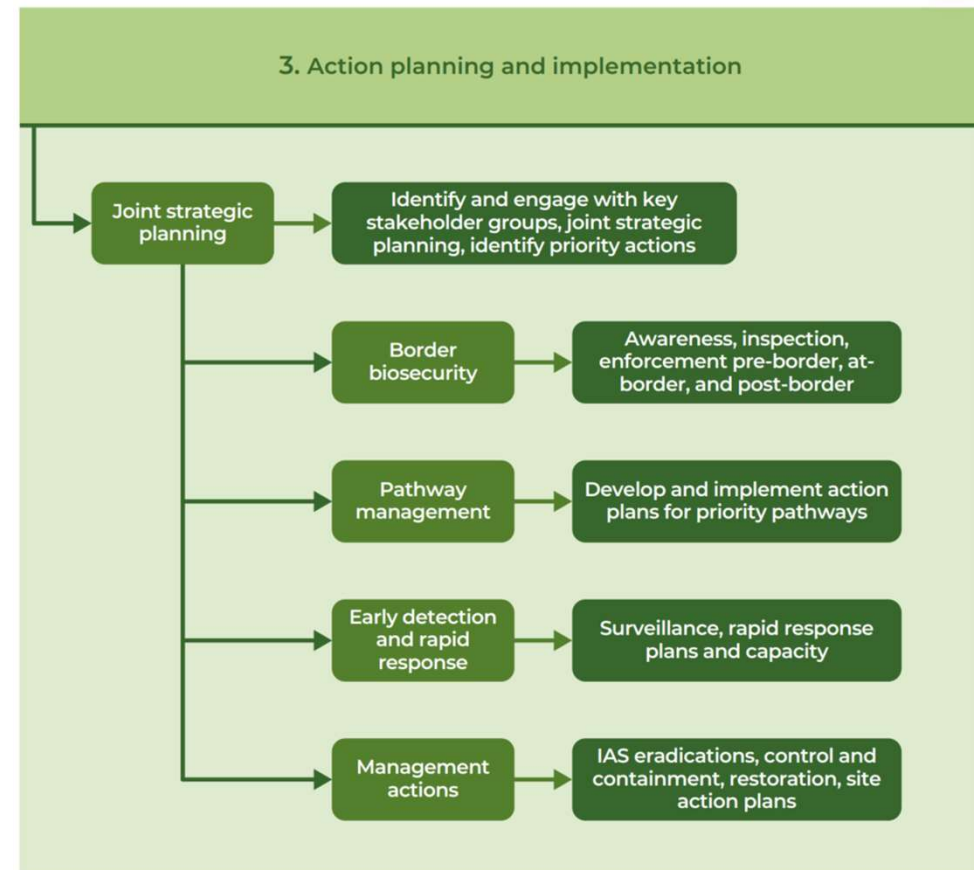 3. Action planning and implementation
Joint strategic
planning
Identify and engage with key
stakeholder groups, joint strategic
planning, identify priority actions
Border
biosecurity
Awareness, inspection,
enforcement pre-border, at-
border, and post-border
Pathway
management
Develop and implement action
plans for priority pathways
Early detection
and rapid
response
Surveillance, rapid response
plans and capacity
Management
actions
IAS eradications, control and
containment, restoration, site
action plans